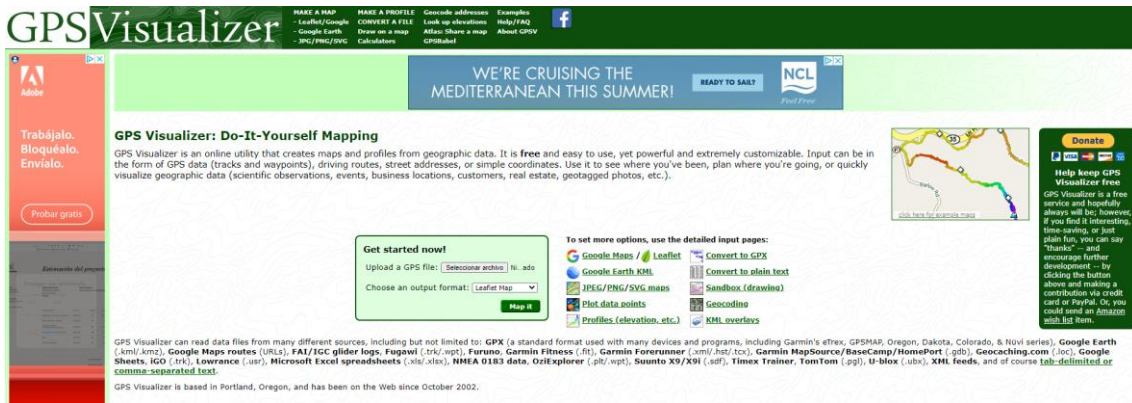 GPSVisualizer
MAKE A MAP
- Leaflet/Google
- Google Earth
- JPG/PNG/SVG
MAKE A PROFILE
CONVERT A FILE
Draw on a map
Calculators
Geocode addresses
Look up elevations
Atlas: Share a map
GPSBabel
Examples
Help/FAQ
About GPSV
f
Adobe
Trabájalo.
Bloquéalo.
Envíalo.
Probar gratis
WE'RE CRUISING THE
MEDITERRANEAN THIS SUMMER!
READY TO SAIL?
NCL
Feel Free
GPS Visualizer: Do-It-Yourself Mapping
GPS Visualizer is an online utility that creates maps and profiles from geographic data. It is free and easy to use, yet powerful and extremely customizable. Input can be in
the form of GPS data (tracks and waypoints), driving routes, street addresses, or simple coordinates. Use it to see where you've been, plan where you're going, or quickly
visualize geographic data (scientific observations, events, business locations, customers, real estate, geotagged photos, etc.).
35
click here for example maps
Donate
VISA
Help keep GPS
Visualizer free
GPS Visualizer is a free
service and hopefully
always will be; however,
if you find it interesting,
time-saving, or just
plain fun, you can say
"thanks" -- and
encourage further
development -- by
clicking the button
above and making a
contribution via credit
card or PayPal. Or, you
could send an Amazon
wish list item.
Get started now!
Upload a GPS file: Seleccionar archivo Ni...ado
Choose an output format: Leaflet Map
Map it
To set more options, use the detailed input pages:
Google Maps / Leaflet
Google Earth KML
JPEG/PNG/SVG maps
Plot data points
Profiles (elevation, etc.)
Convert to GPX
Convert to plain text
Sandbox (drawing)
Geocoding
KML overlays
GPS Visualizer can read data files from many different sources, including but not limited to: GPX (a standard format used with many devices and programs, including Garmin's eTrex, GPSMAP, Oregon, Dakota, Colorado, & Nüvi series), Google Earth
(.kml/.kmz), Google Maps routes (URLs), FAI/IGC glider logs, Fugawi (.trk/.wpt), Furuno, Garmin Fitness (.fit), Garmin Forerunner (.xml/.hst/.tcx), Garmin MapSource/BaseCamp/HomePort (.gdb), Geocaching.com (.loc), Google
Sheets, iGO (.trk), Lowrance (.usr), Microsoft Excel spreadsheets (.xls/.xlsx), NMEA 0183 data, OziExplorer (.plt/.wpt), Suunto X9/X9i (.sdf), Timex Trainer, TomTom (.pgl), U-blox (.ubx), XML feeds, and of course tab-delimited or
comma-separated text.
GPS Visualizer is based in Portland, Oregon, and has been on the Web since October 2002.